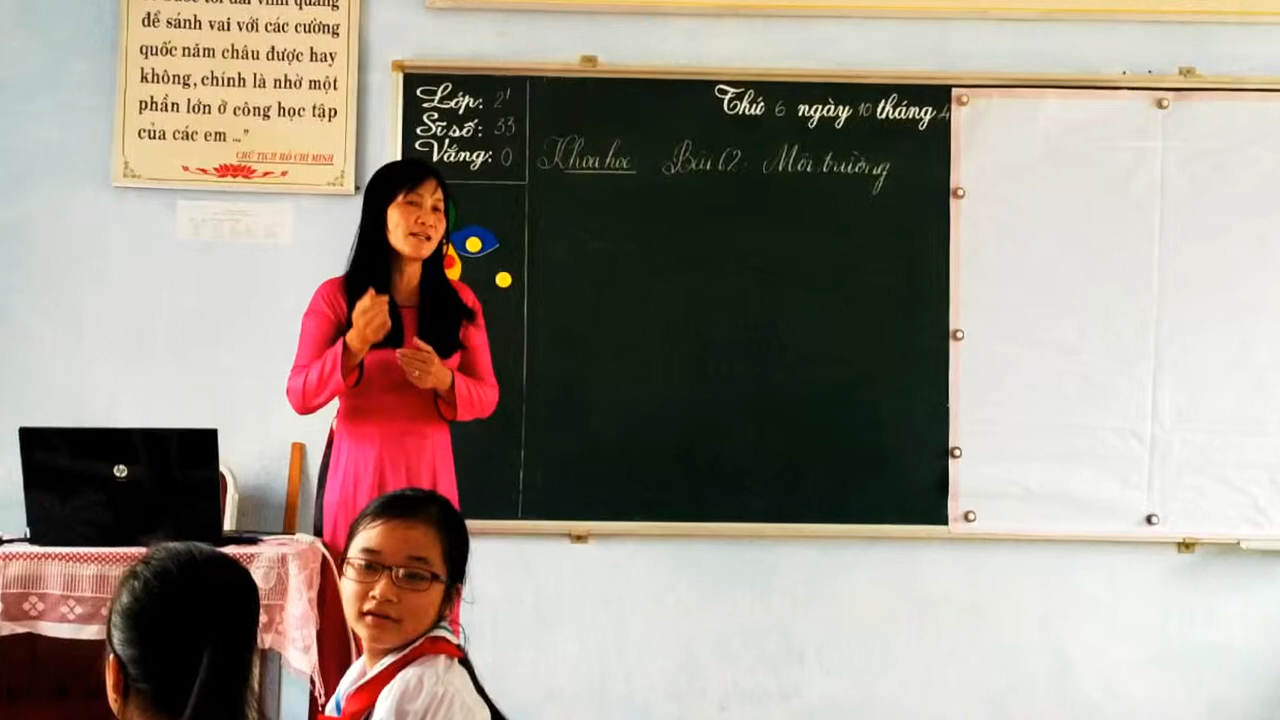 để sánh vai với các cường
quốc năm châu được hay
không, chính là nhờ một
phần lớn ở công học tập
của các em ..."
CHỦ TỊCH HỒ CHÍ MINH
Lớp: 2¹
Sĩ số: 33
Vắng: 0
Thứ 6 ngày 10 tháng 4
Khoa học Bài 62: Môi trường
hp